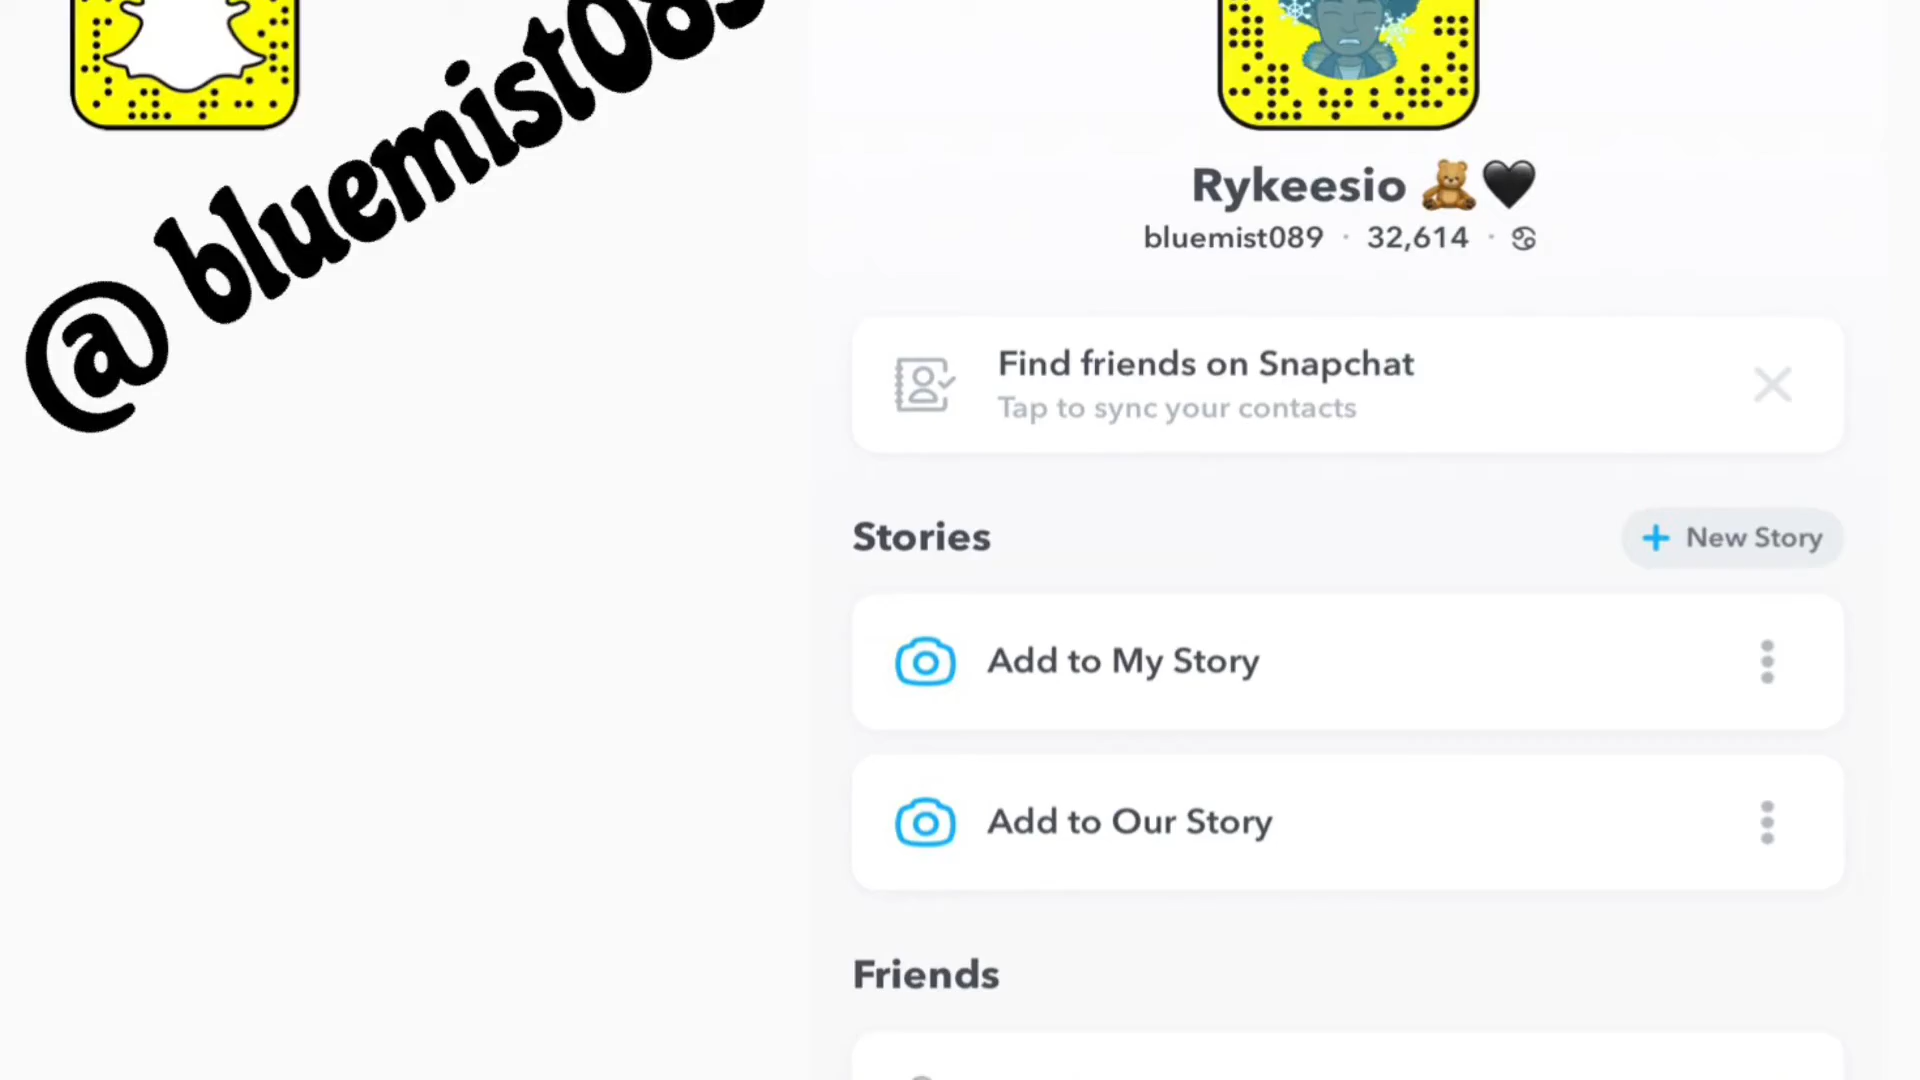 @ bluemist089
Rykeesio 🧸🖤
bluemist089 · 32,614 · ♋
Find friends on Snapchat
Tap to sync your contacts
Stories
+ New Story
Add to My Story
Add to Our Story
Friends